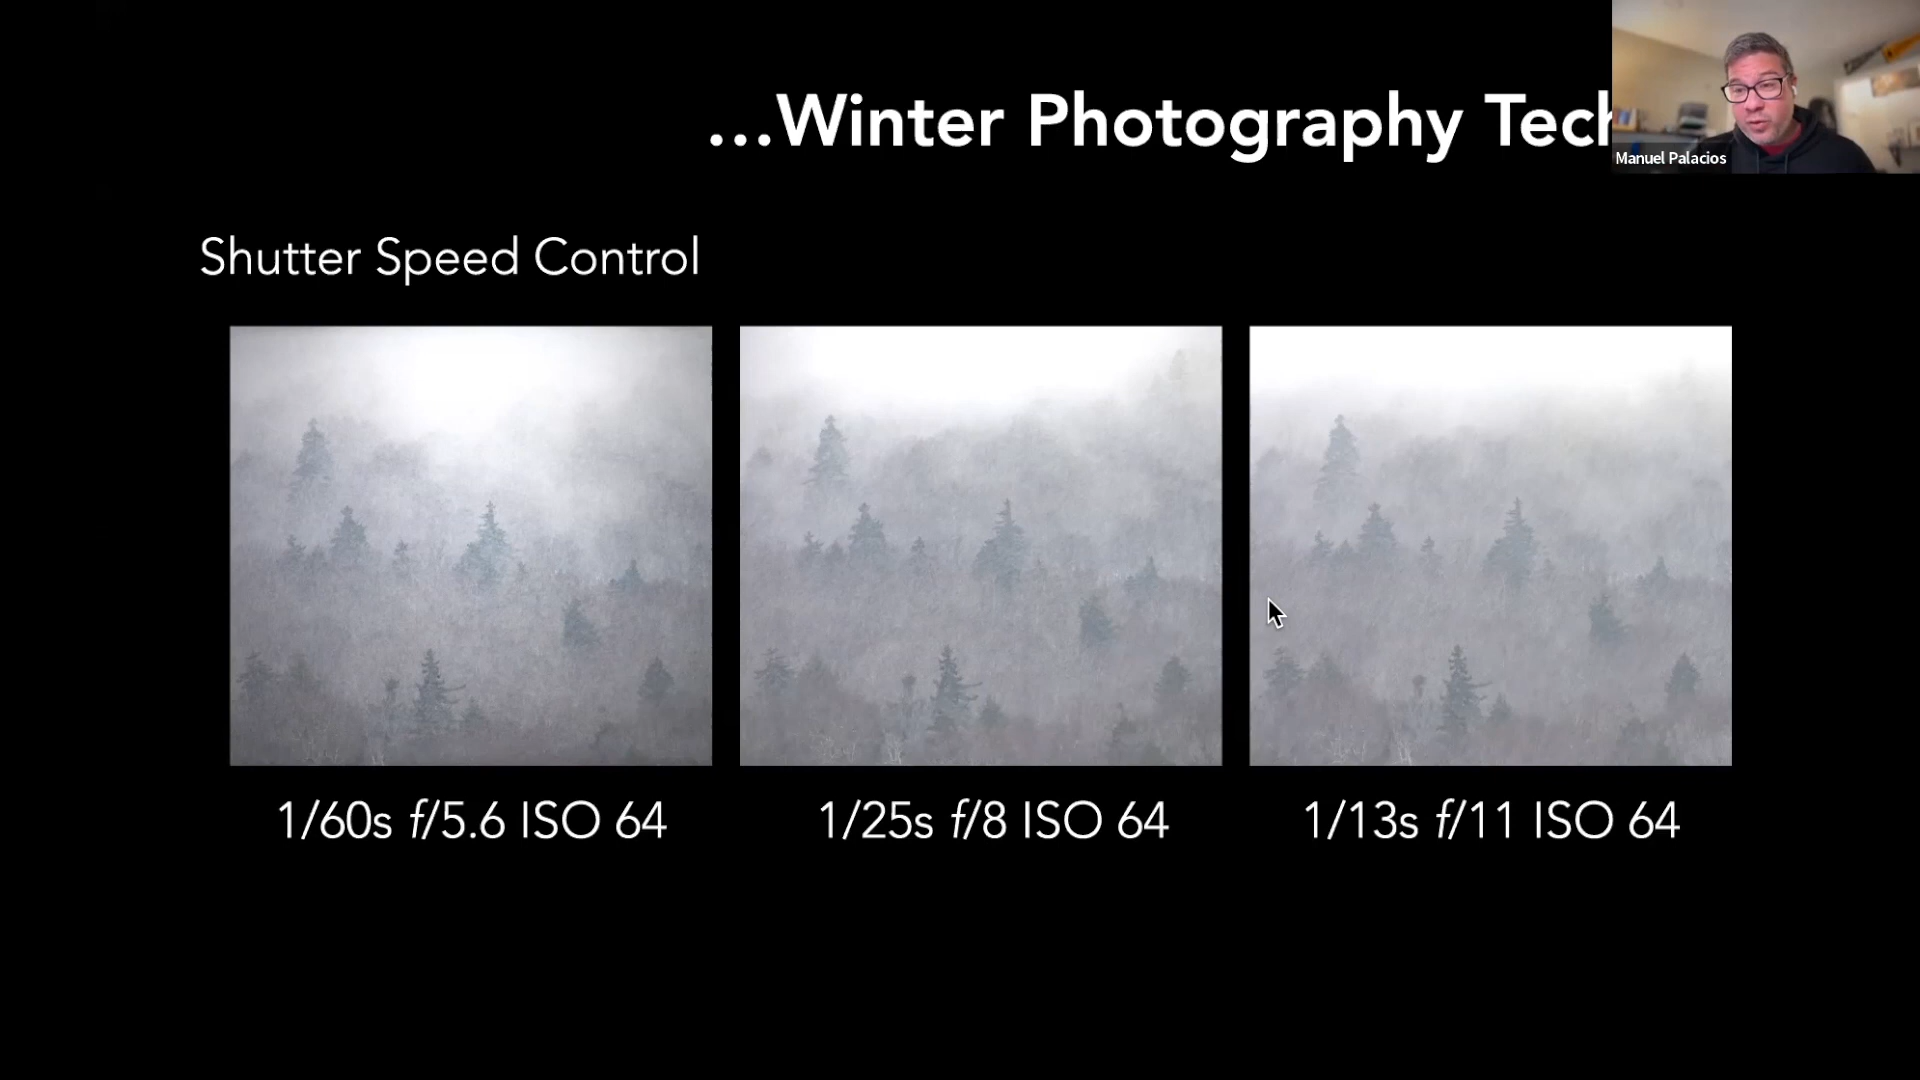 ...Winter Photography Tech
Manuel Palacios
Shutter Speed Control
1/60s f/5.6 ISO 64
1/25s f/8 ISO 64
1/13s f/11 ISO 64